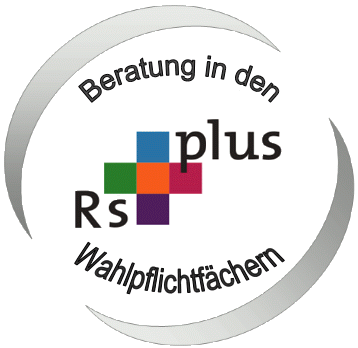 Beratung in den
plus
Rs
Wahlpflichtfächern